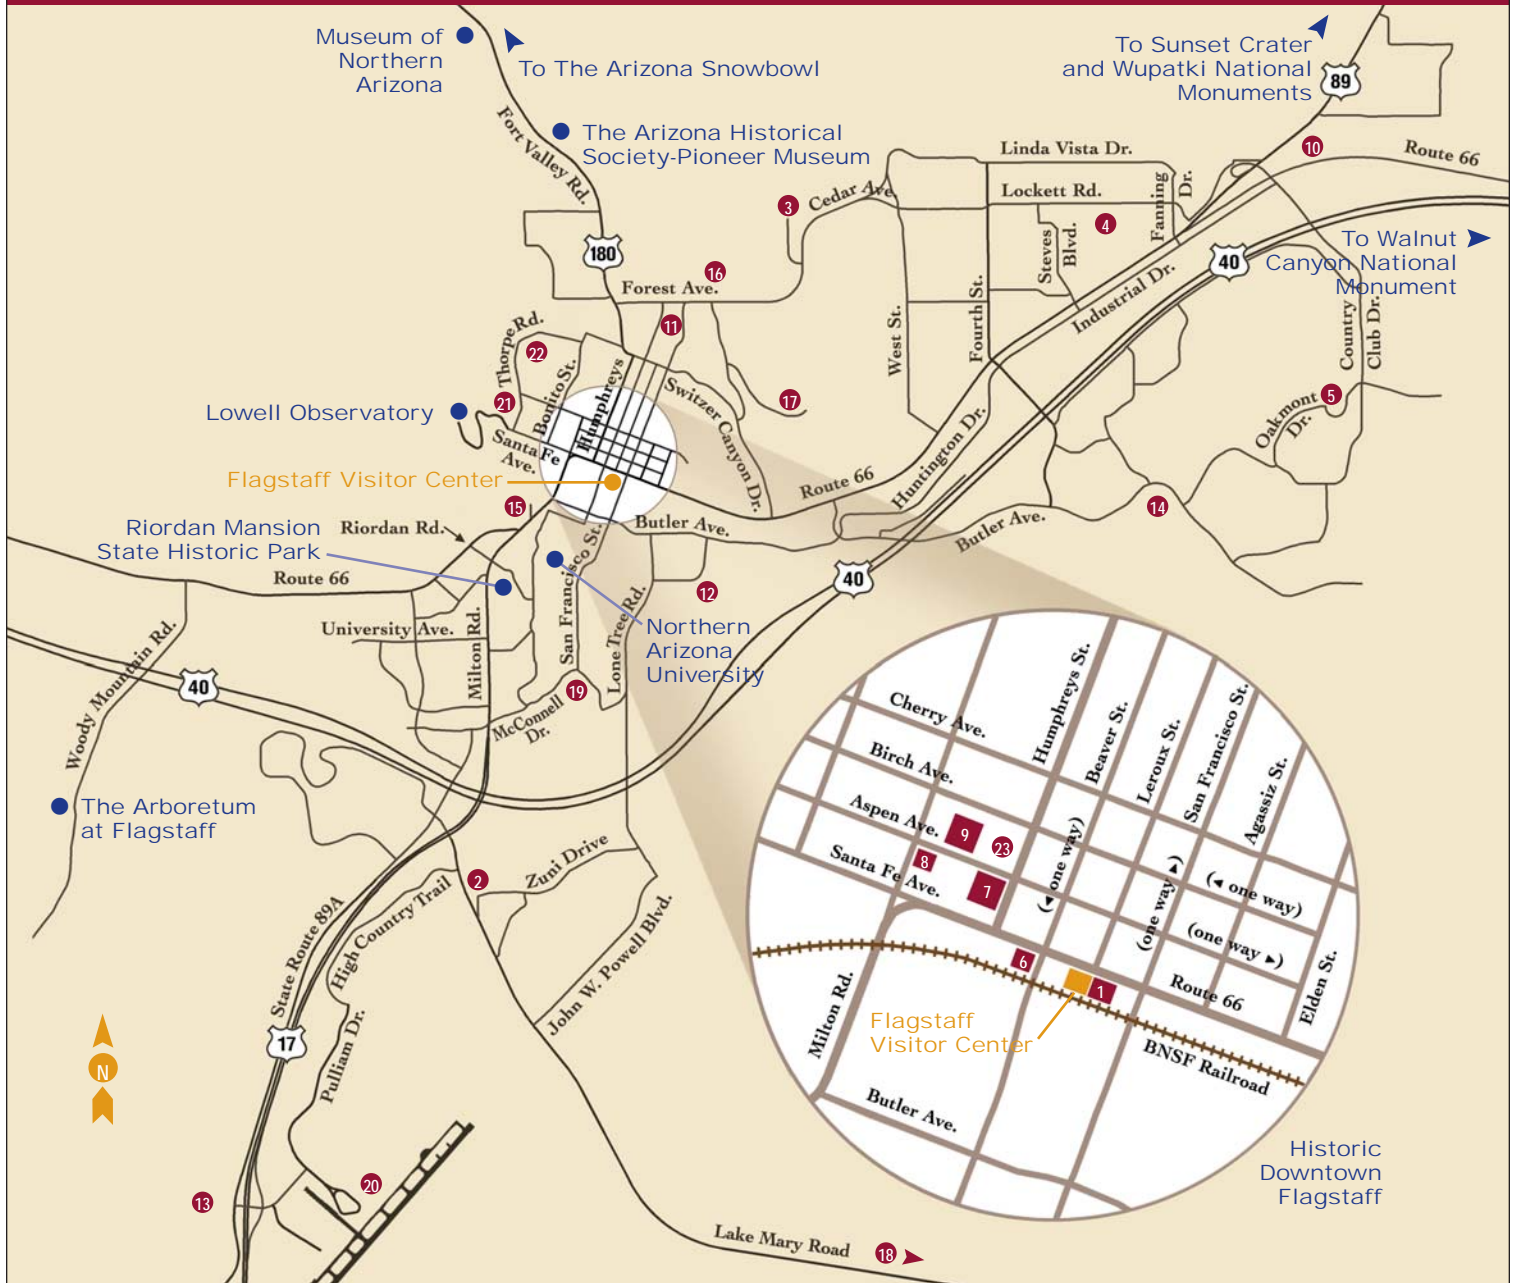 Museum of
Northern
Arizona
To The Arizona Snowbowl
To Sunset Crater
and Wupatki National
Monuments
89
Fort Valley Rd.
The Arizona Historical
Society-Pioneer Museum
Linda Vista Dr.
10
Route 66
3
Cedar Ave.
Lockett Rd.
Fanning
Dr.
4
180
Steves
Blvd.
40
To Walnut
Canyon National
Monument
16
Forest Ave.
Industrial Dr.
11
West St.
Fourth St.
Country
Club Dr.
Thorpe Rd.
22
Bonito St.
Humphreys
Switzer Canyon Dr.
17
5
Oakmont
Dr.
21
Lowell Observatory
Santa Fe
Ave.
Huntington Dr.
Flagstaff Visitor Center
Route 66
15
14
Riordan Mansion
State Historic Park
Riordan Rd.
Butler Ave.
Butler Ave.
Route 66
San Francisco St.
40
12
Lone Tree Rd.
Northern
Arizona
University
University Ave.
Milton Rd.
Woody Mountain Rd.
40
19
McConnell
Dr.
The Arboretum
at Flagstaff
2
Zuni Drive
High Country Trail
State Route 89A
John W. Powell Blvd.
17
Pulliam Dr.
N
13
20
Lake Mary Road
18
Cherry Ave.
Humphreys St.
Beaver St.
Leroux St.
San Francisco St.
Agassiz St.
Birch Ave.
Aspen Ave.
9
23
8
Santa Fe Ave.
7
(◄ one way)
(one way ►)
(◄ one way)
(one way ►)
6
1
Route 66
Elden St.
Milton Rd.
Flagstaff
Visitor Center
BNSF Railroad
Butler Ave.
Historic
Downtown
Flagstaff